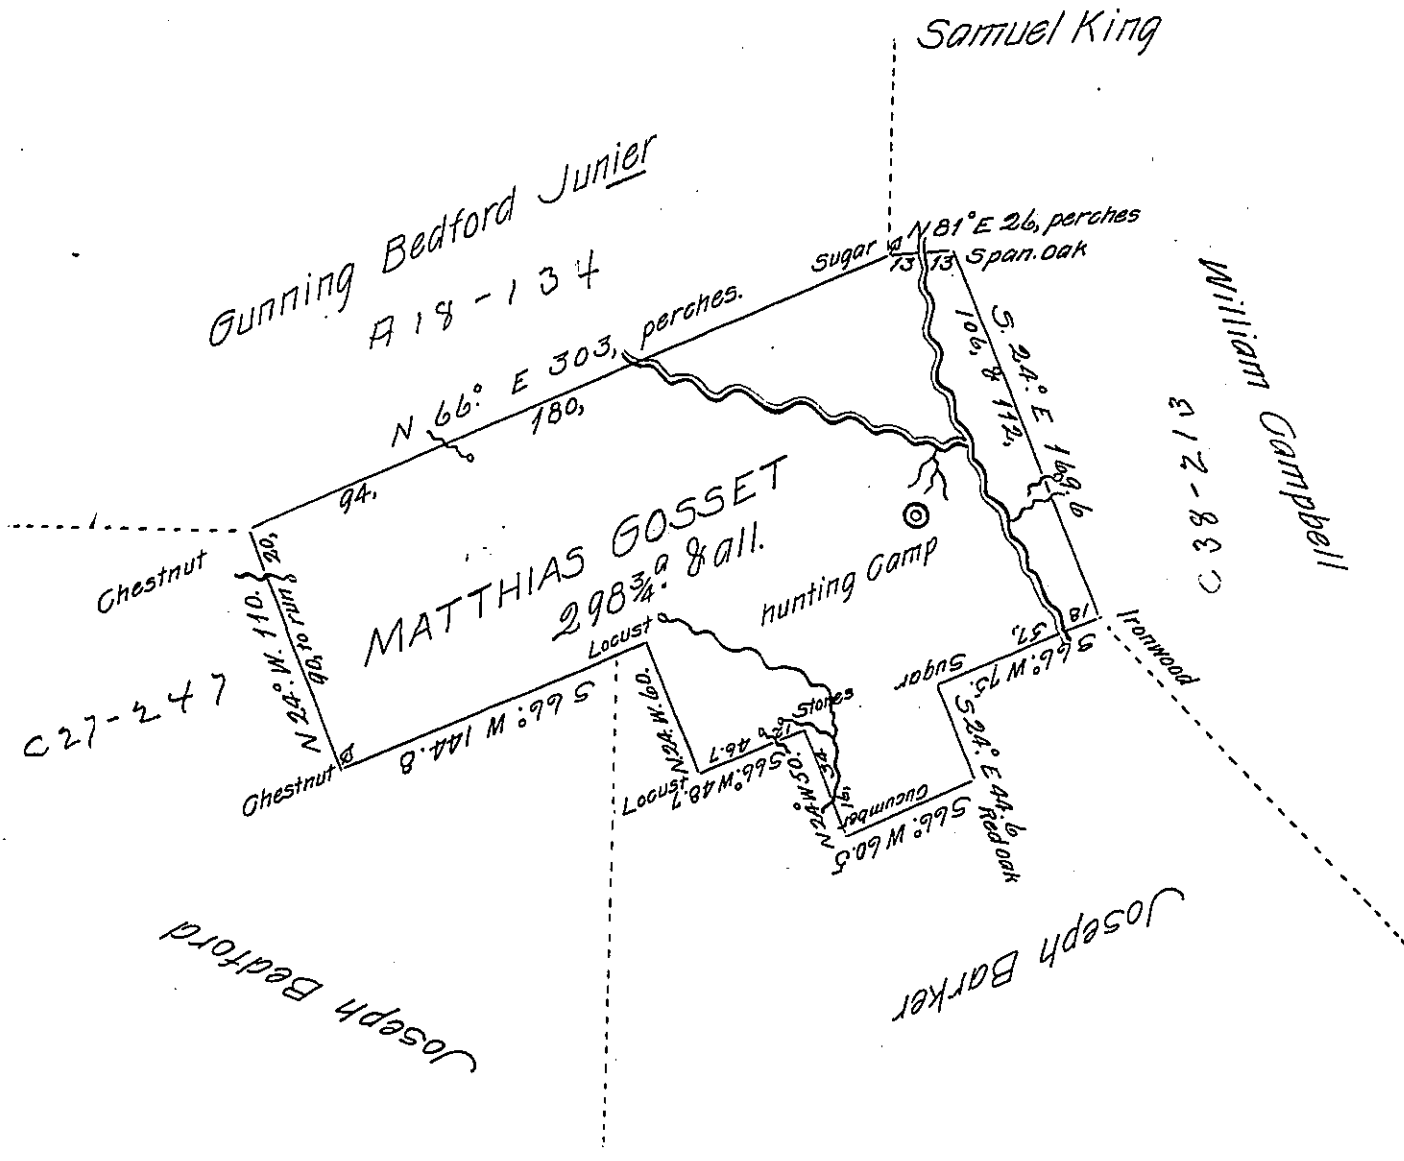 Samuel King
Gunning Bedford Junier
A 18 - 134
N 81° E 26, perches
Sugar
13 13 Span. Oak
N 66° E 303, perches.
94,
180,
S. 24° E 169.6
106, & 112,
William Campbell
C 38 - 213
Chestnut
N 24° W. 110.
90, to run & 20,
C 27 - 247
MATTHIAS GOSSET
298 3/4 a. & all.
hunting Camp
Locust
S 66° W 144.8
Chestnut
N 24° W. 60.
Locust
S 66° W 48.7
46.7
Stones
N 24° W 50.
34
Cucumber
S 66° W 60.5
S 24° E 44.6
Red oak
Sugar
S 66° W 75.
57, 18
Ironwood
Joseph Bedford
Joseph Barker